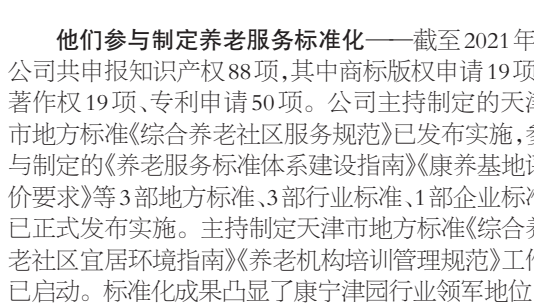 他们参与制定养老服务标准化——截至2021年
公司共申报知识产权88项,其中商标版权申请19项
著作权19项、专利申请50项。公司主持制定的天
市地方标准《综合养老社区服务规范》已发布实施,
与制定的《养老服务标准体系建设指南》《康养基地
价要求》等3部地方标准、3部行业标准、1部企业标
已正式发布实施。主持制定天津市地方标准《综合
老社区宜居环境指南》《养老机构培训管理规范》工
已启动。标准化成果凸显了康宁津园行业领军地位